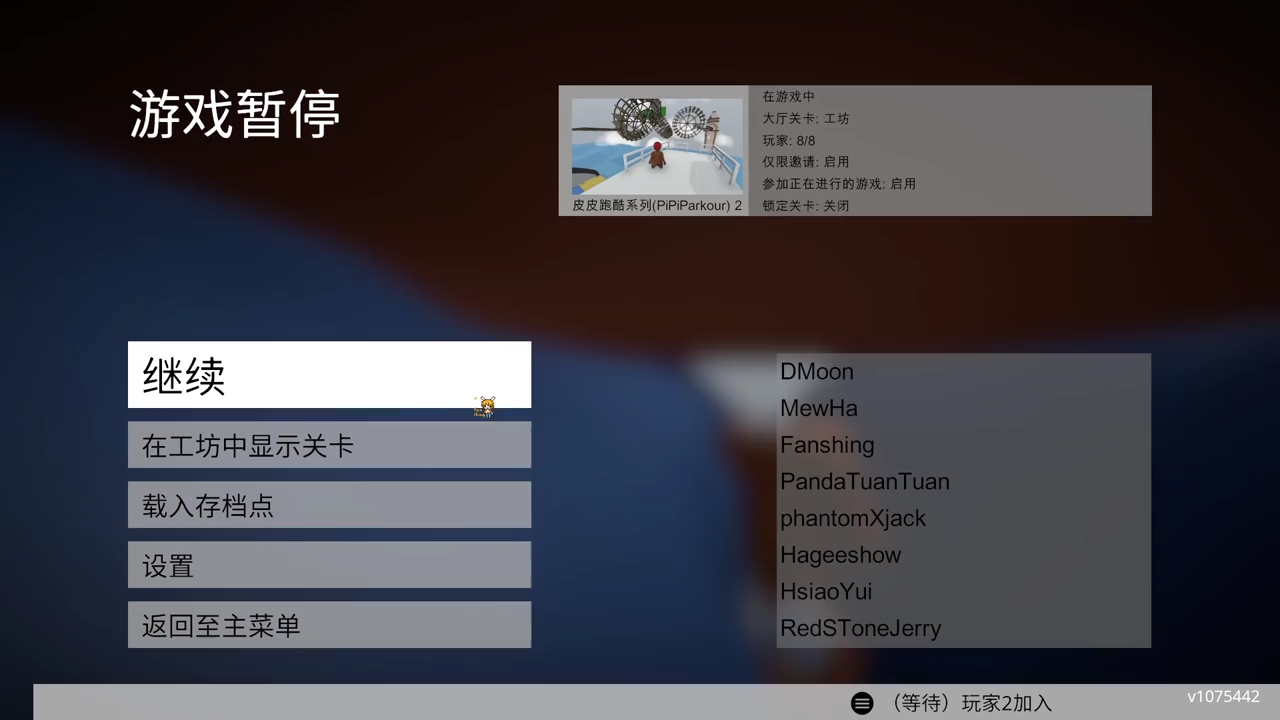 游戏暂停
在游戏中
大厅关卡: 工坊
玩家: 8/8
仅限邀请: 启用
参加正在进行的游戏: 启用
锁定关卡: 关闭
皮皮跑酷系列(PiPiParkour) 2
继续
在工坊中显示关卡
载入存档点
设置
返回至主菜单
DMoon
MewHa
Fanshing
PandaTuanTuan
phantomXjack
Hageeshow
HsiaoYui
RedSToneJerry
（等待）玩家2加入
v1075442